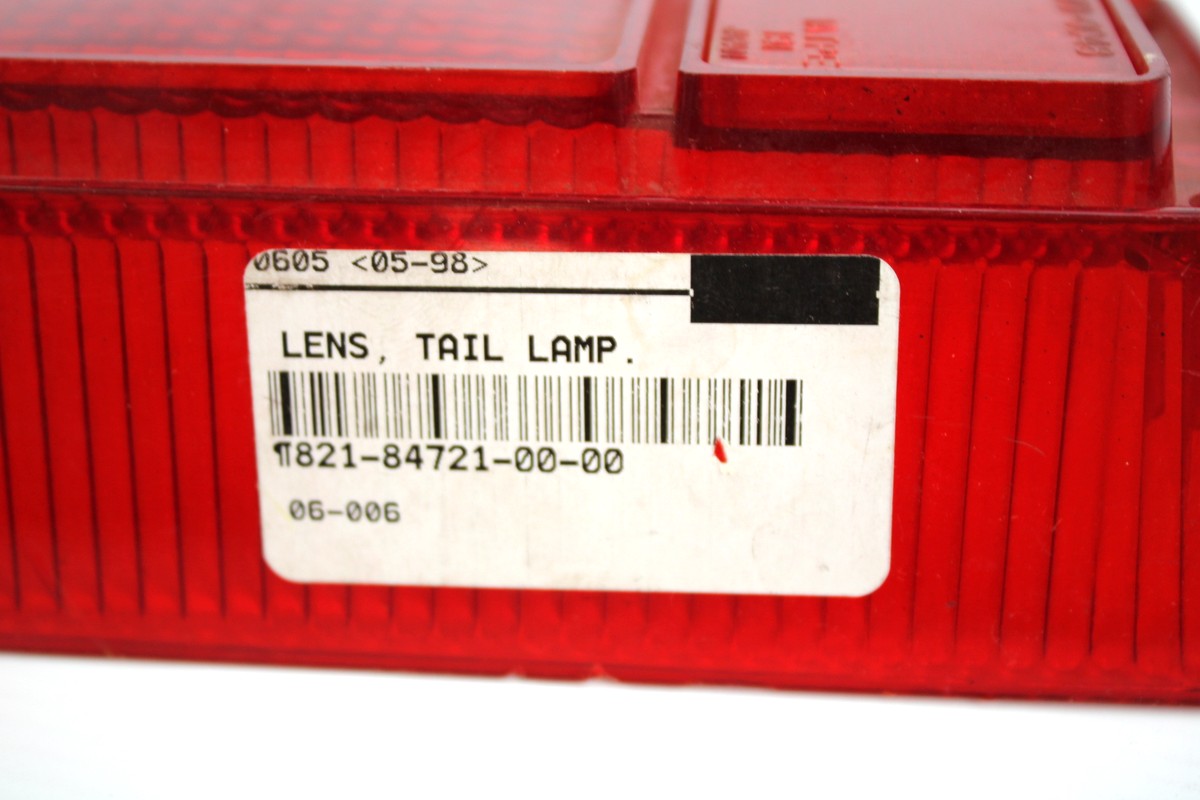 0605 <05-98>
LENS, TAIL LAMP.
¶821-84721-00-00
06-006